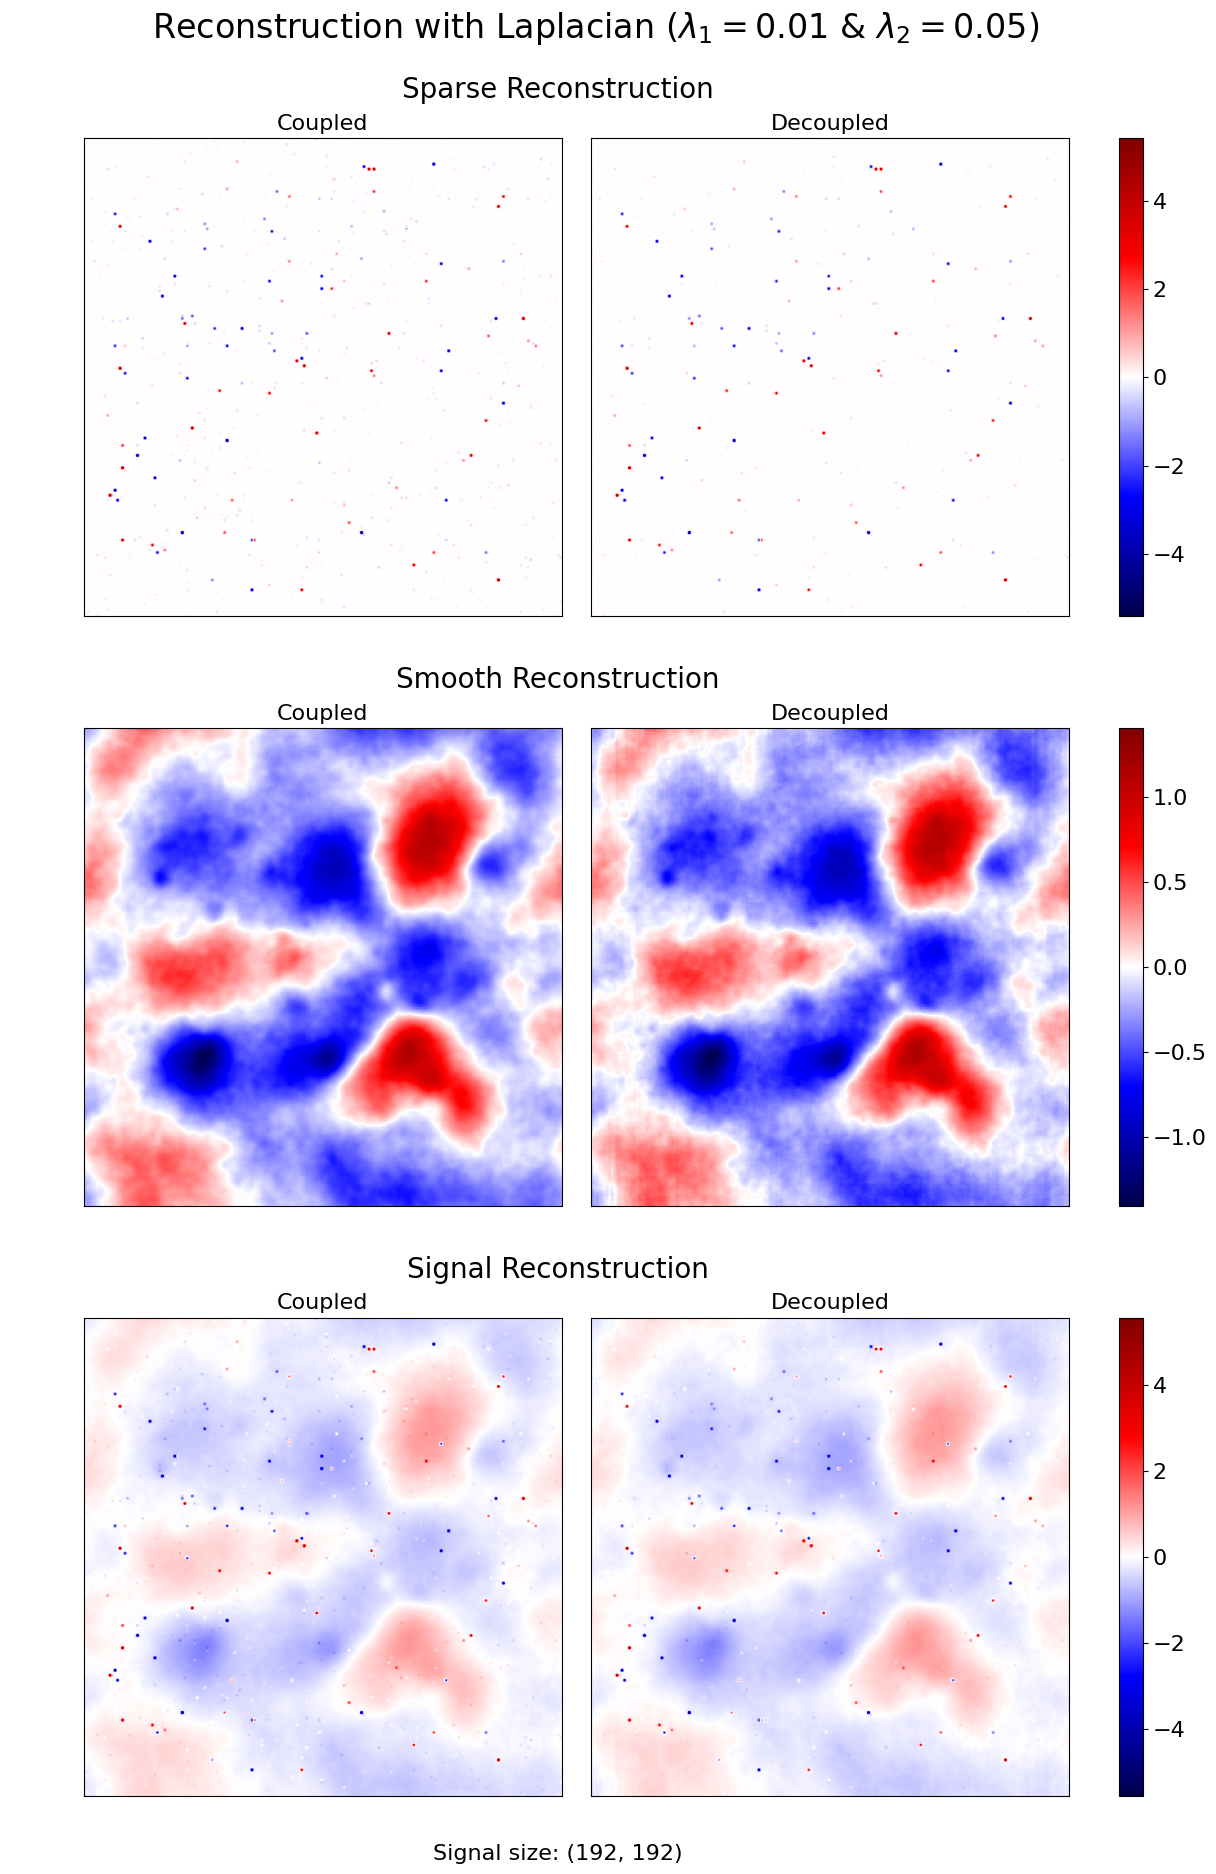 Reconstruction with Laplacian (λ₁ = 0.01 & λ₂ = 0.05)
Sparse Reconstruction
Coupled
Decoupled
4
2
0
−2
−4
Smooth Reconstruction
Coupled
Decoupled
1.0
0.5
0.0
−0.5
−1.0
Signal Reconstruction
Coupled
Decoupled
4
2
0
−2
−4
Signal size: (192, 192)